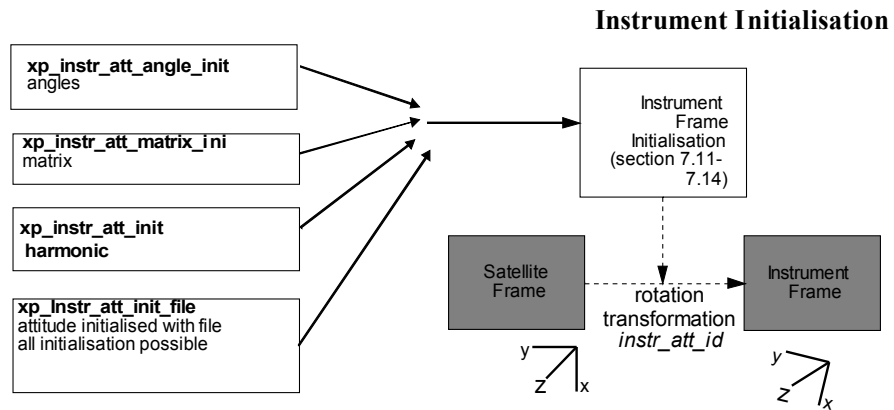 Instrument Initialisation
xp_instr_att_angle_init
angles
xp_instr_att_matrix_ini
matrix
xp_instr_att_init
harmonic
xp_Instr_att_init_file
attitude initialised with file
all initialisation possible
Instrument
Frame
Initialisation
(section 7.11-
7.14)
Satellite
Frame
rotation
transformation
instr_att_id
Instrument
Frame
y
z
x
y
z
x